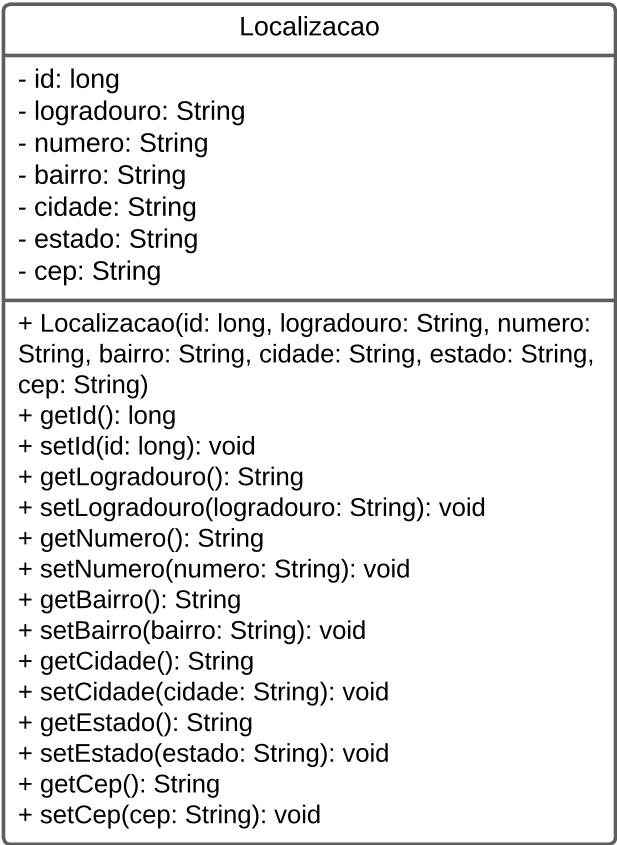 Localizacao
- id: long
- logradouro: String
- numero: String
- bairro: String
- cidade: String
- estado: String
- cep: String
+ Localizacao(id: long, logradouro: String, numero:
String, bairro: String, cidade: String, estado: String,
cep: String)
+ getId(): long
+ setId(id: long): void
+ getLogradouro(): String
+ setLogradouro(logradouro: String): void
+ getNumero(): String
+ setNumero(numero: String): void
+ getBairro(): String
+ setBairro(bairro: String): void
+ getCidade(): String
+ setCidade(cidade: String): void
+ getEstado(): String
+ setEstado(estado: String): void
+ getCep(): String
+ setCep(cep: String): void